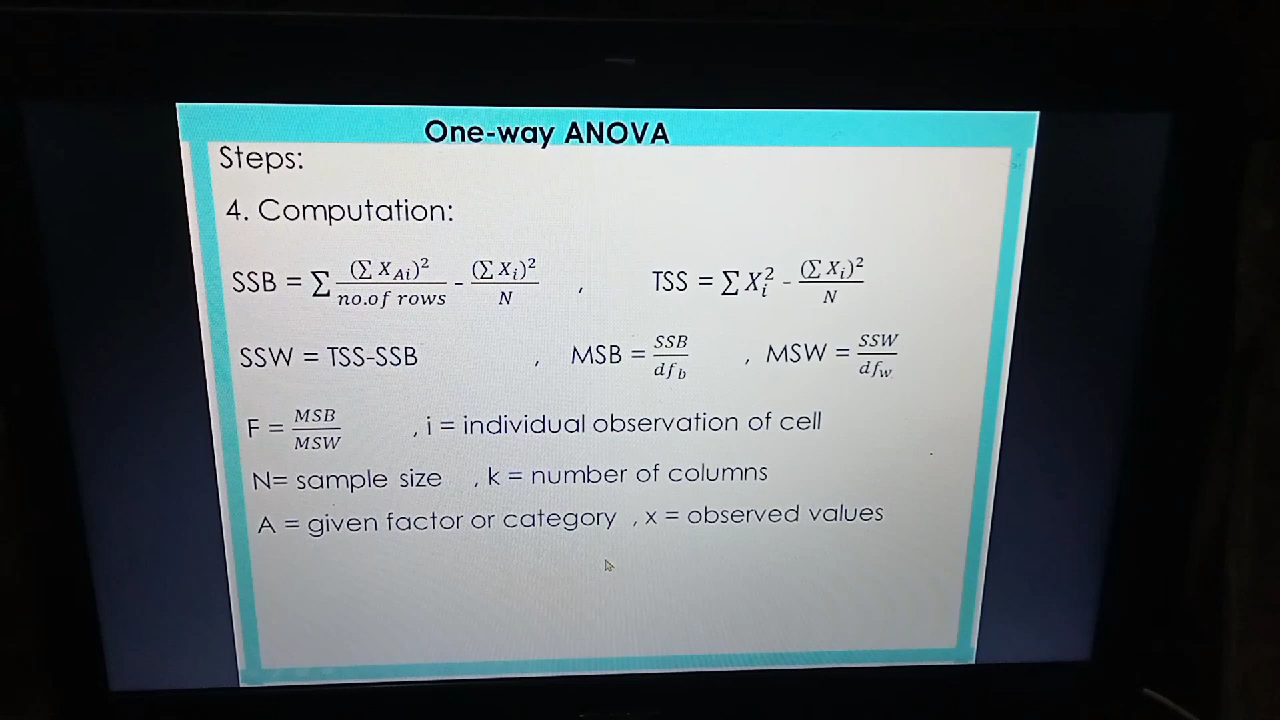 One-way ANOVA
Steps:
4. Computation:
SSB = ∑ (∑ X_Ai)² / no.of rows - (∑ X_i)² / N , TSS = ∑ X_i² - (∑ X_i)² / N
SSW = TSS-SSB , MSB = SSB / df_b , MSW = SSW / df_w
F = MSB / MSW , i = individual observation of cell
N= sample size , k = number of columns
A = given factor or category , x = observed values